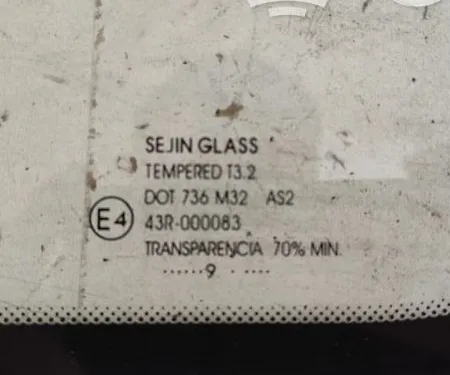 SEJIN GLASS
TEMPERED T3.2
DOT 736 M32 AS2
E4 43R-000083
TRANSPARENCIA 70% MIN.
......9 . ....